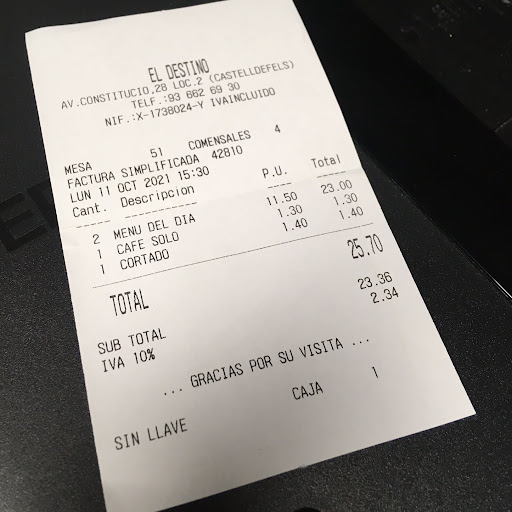 EL DESTINO
AV.CONSTITUCIO,28 LOC.2 (CASTELLDEFELS)
TELF.:93 662 69 30
NIF.:X-1738024-Y IVAINCLUIDO
MESA 51 COMENSALES 4
FACTURA SIMPLIFICADA 42810
LUN 11 OCT 2021 15:30
Cant. Descripcion P.U. Total
2 MENU DEL DIA 11.50 23.00
1 CAFE SOLO 1.30 1.30
1 CORTADO 1.40 1.40
TOTAL 25.70
SUB TOTAL 23.36
IVA 10% 2.34
... GRACIAS POR SU VISITA ...
SIN LLAVE CAJA 1